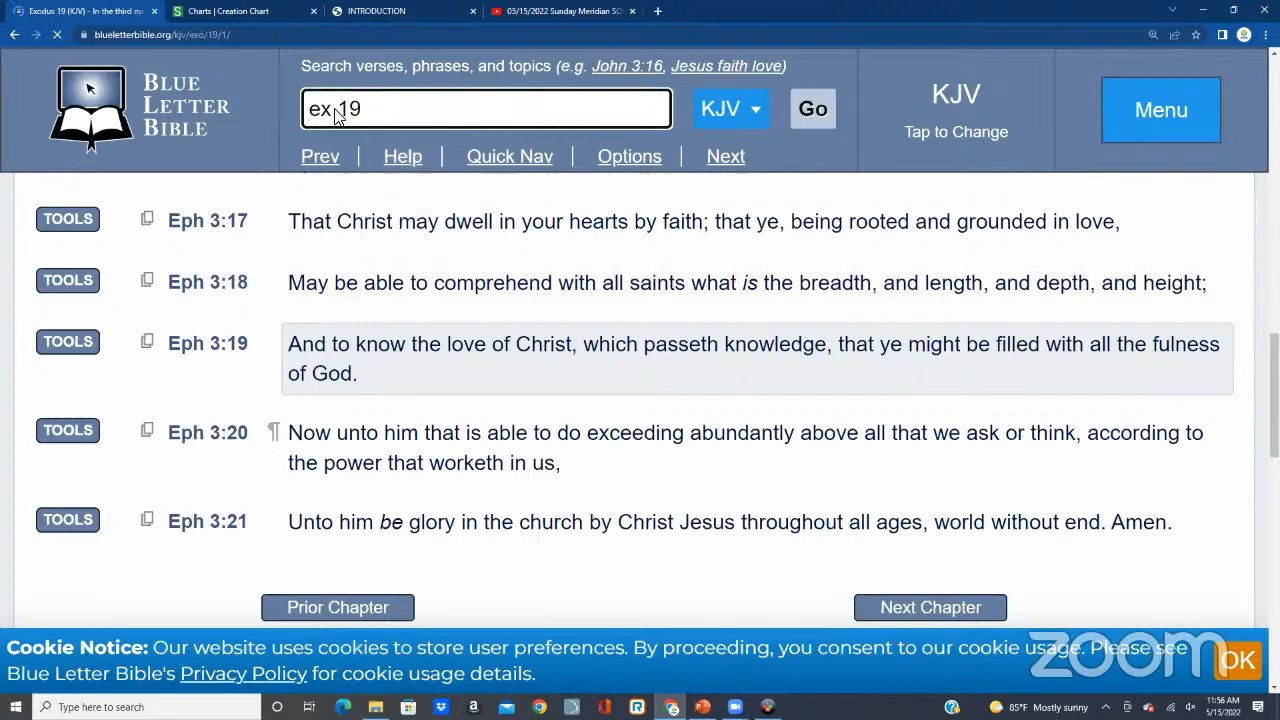 Exodus 19 (KJV) - In the third m
Charts | Creation Chart
INTRODUCTION
05/15/2022 Sunday Meridian SO
blueletterbible.org/kjv/exo/19/1/
BLUE
LETTER
BIBLE
Search verses, phrases, and topics (e.g. John 3:16, Jesus faith love)
ex 19
KJV
Go
Prev
Help
Quick Nav
Options
Next
KJV
Tap to Change
Menu
TOOLS Eph 3:17 That Christ may dwell in your hearts by faith; that ye, being rooted and grounded in love,
TOOLS Eph 3:18 May be able to comprehend with all saints what is the breadth, and length, and depth, and height;
TOOLS Eph 3:19 And to know the love of Christ, which passeth knowledge, that ye might be filled with all the fulness
of God.
TOOLS Eph 3:20 ¶ Now unto him that is able to do exceeding abundantly above all that we ask or think, according to
the power that worketh in us,
TOOLS Eph 3:21 Unto him be glory in the church by Christ Jesus throughout all ages, world without end. Amen.
Prior Chapter
Next Chapter
Cookie Notice: Our website uses cookies to store user preferences. By proceeding, you consent to our cookie usage. Please see
Blue Letter Bible's Privacy Policy for cookie usage details.
OK
zoom
Type here to search
85°F Mostly sunny
11:56 AM
5/15/2022